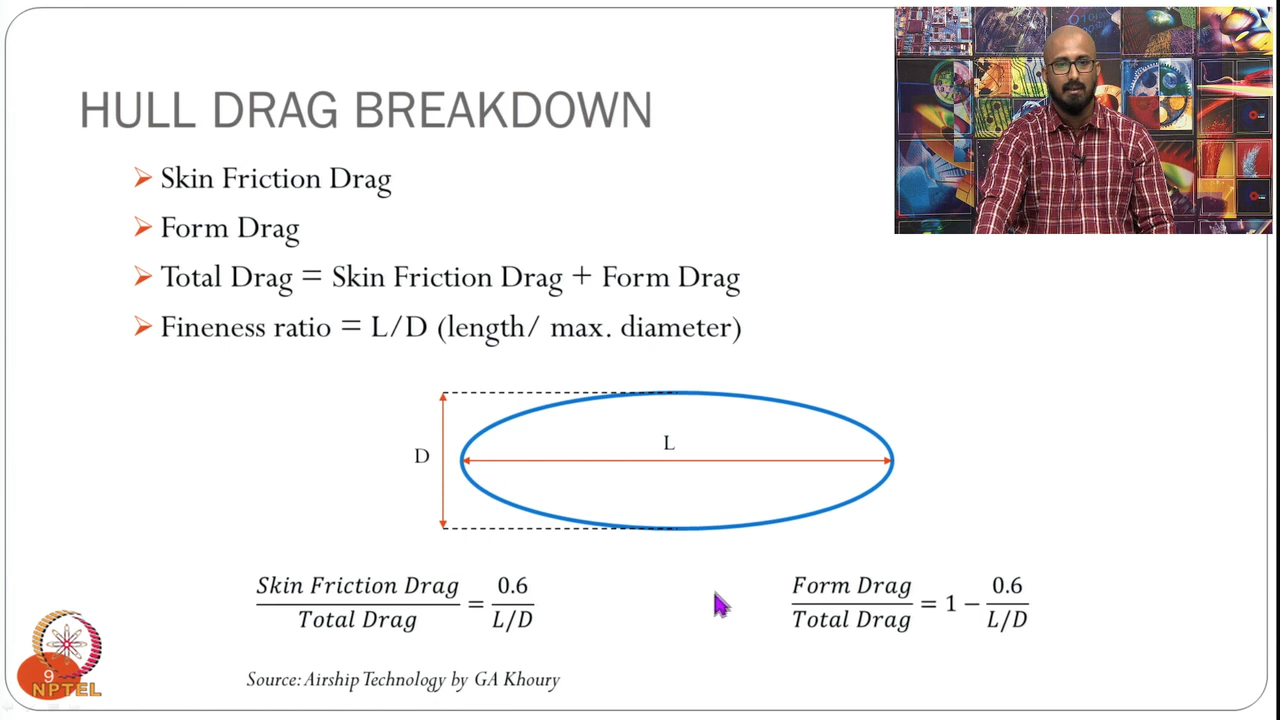 HULL DRAG BREAKDOWN
➢ Skin Friction Drag
➢ Form Drag
➢ Total Drag = Skin Friction Drag + Form Drag
➢ Fineness ratio = L/D (length/ max. diameter)
L
D
Skin Friction Drag / Total Drag = 0.6 / L/D
Form Drag / Total Drag = 1 − 0.6 / L/D
Source: Airship Technology by GA Khoury
9
NPTEL